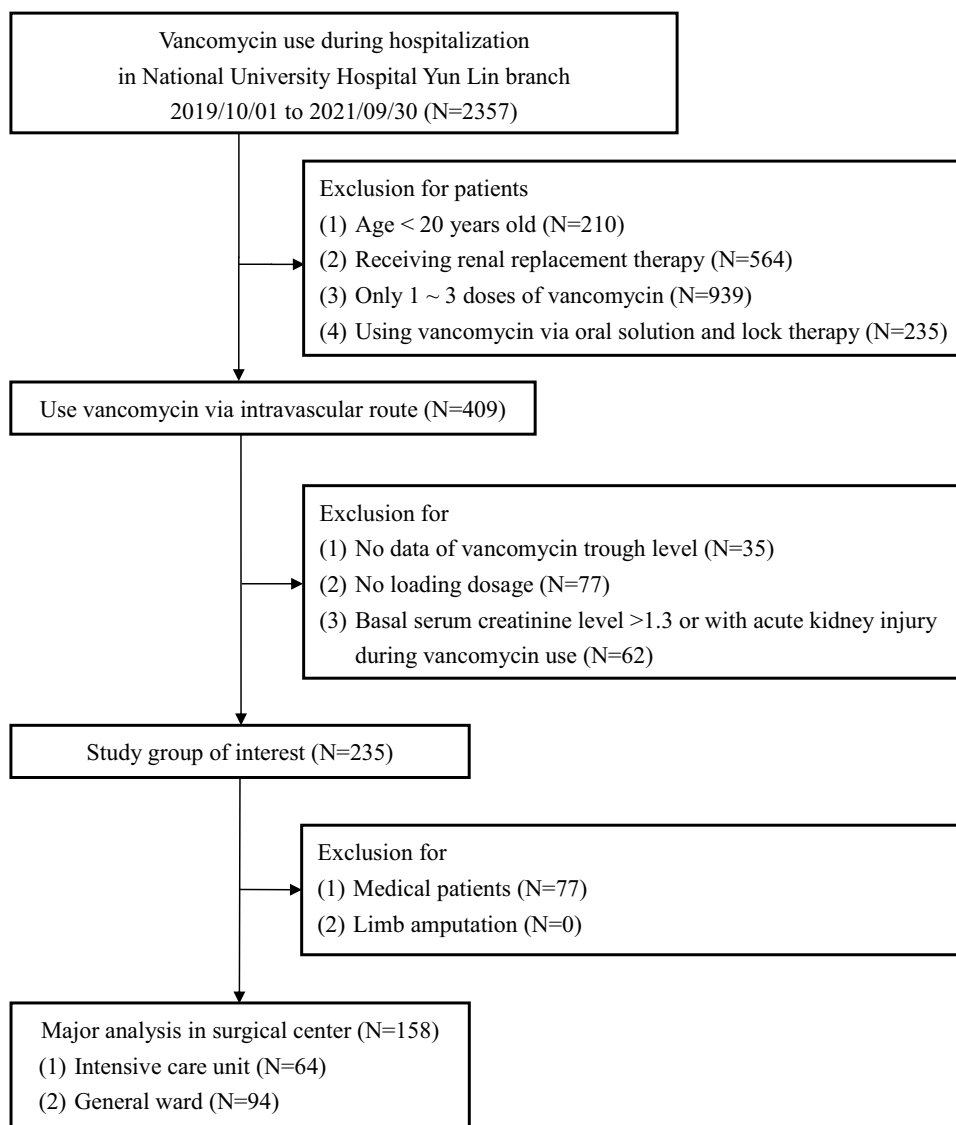 Vancomycin use during hospitalization
in National University Hospital Yun Lin branch
2019/10/01 to 2021/09/30 (N=2357)
Exclusion for patients
(1) Age < 20 years old (N=210)
(2) Receiving renal replacement therapy (N=564)
(3) Only 1 ~ 3 doses of vancomycin (N=939)
(4) Using vancomycin via oral solution and lock therapy (N=235)
Use vancomycin via intravascular route (N=409)
Exclusion for
(1) No data of vancomycin trough level (N=35)
(2) No loading dosage (N=77)
(3) Basal serum creatinine level >1.3 or with acute kidney injury
during vancomycin use (N=62)
Study group of interest (N=235)
Exclusion for
(1) Medical patients (N=77)
(2) Limb amputation (N=0)
Major analysis in surgical center (N=158)
(1) Intensive care unit (N=64)
(2) General ward (N=94)